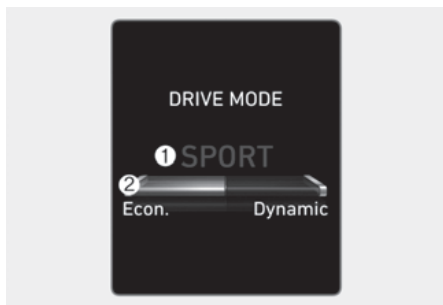 DRIVE MODE
① SPORT
②
Econ. Dynamic